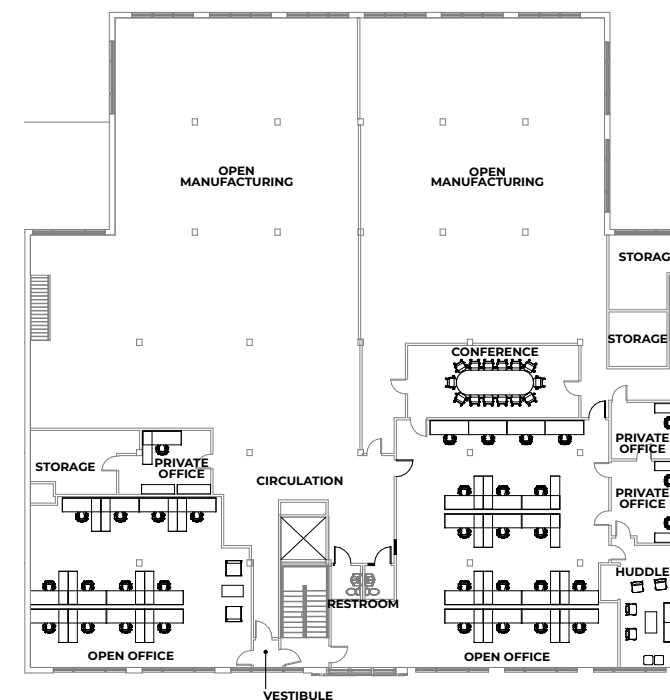 OPEN
MANUFACTURING
OPEN
MANUFACTURING
STORAG
STORAGE
CONFERENCE
PRIVATE
OFFICE
STORAGE
PRIVATE
OFFICE
CIRCULATION
PRIVATE
OFFICE
HUDDLE
RESTROOM
OPEN OFFICE
OPEN OFFICE
VESTIBULE